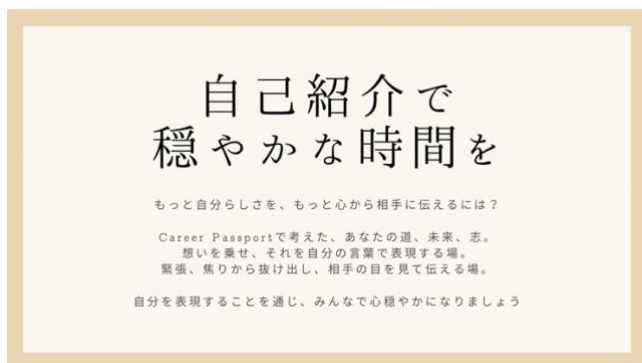 自己紹介で
穏やかな時間を
もっと自分らしさを、もっと心から相手に伝えるには？
Career Passportで考えた、あなたの道、未来、志。
想いを乗せ、それを自分の言葉で表現する場。
緊張、焦りから抜け出し、相手の目を見て伝える場。
自分を表現することを通じ、みんなで心穏やかになりましょう